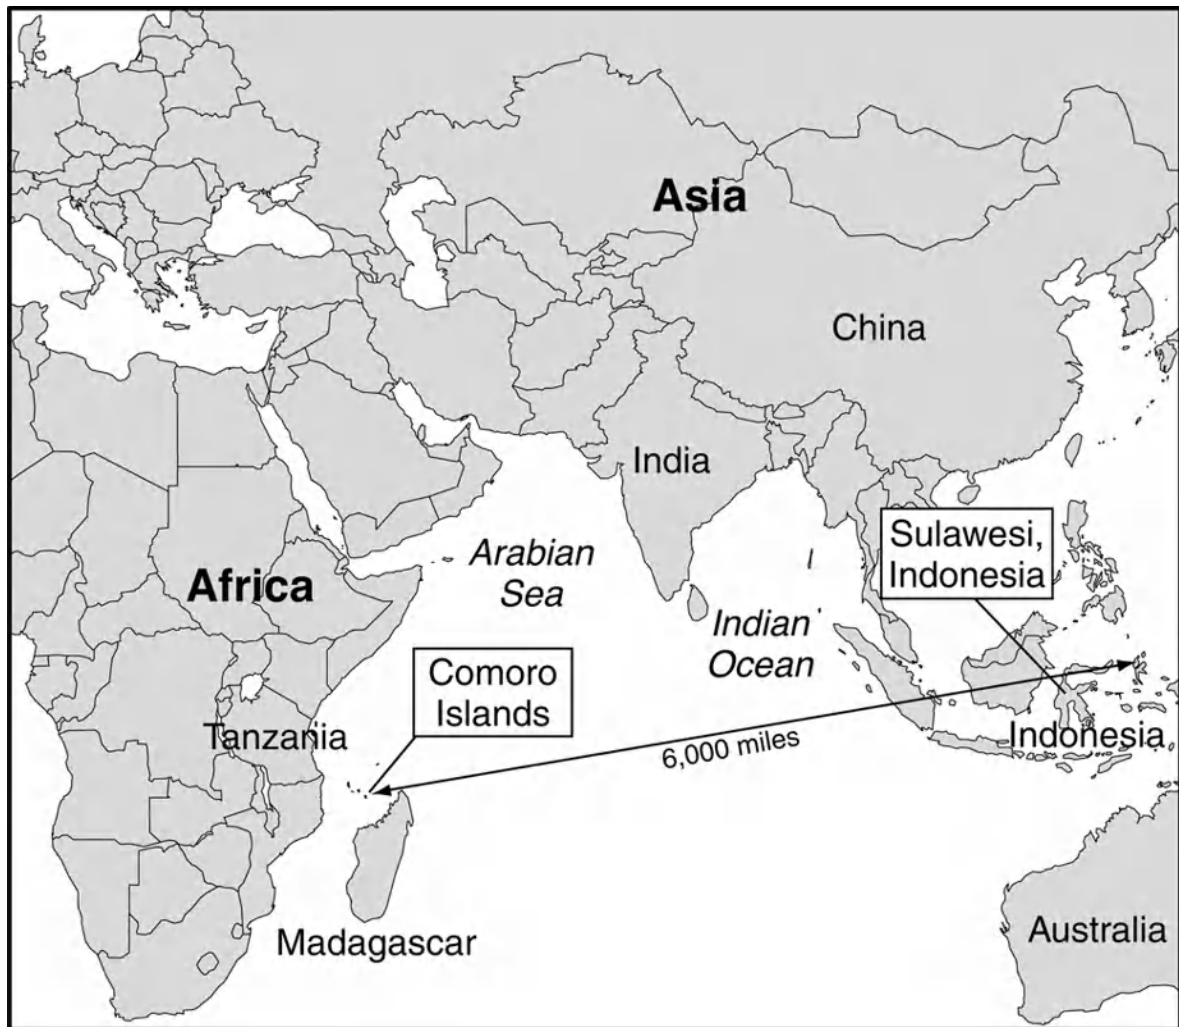 Asia
China
India
Sulawesi,
Indonesia
Arabian
Sea
Africa
Indian
Ocean
Comoro
Islands
Tanzania
6,000 miles
Indonesia
Madagascar
Australia